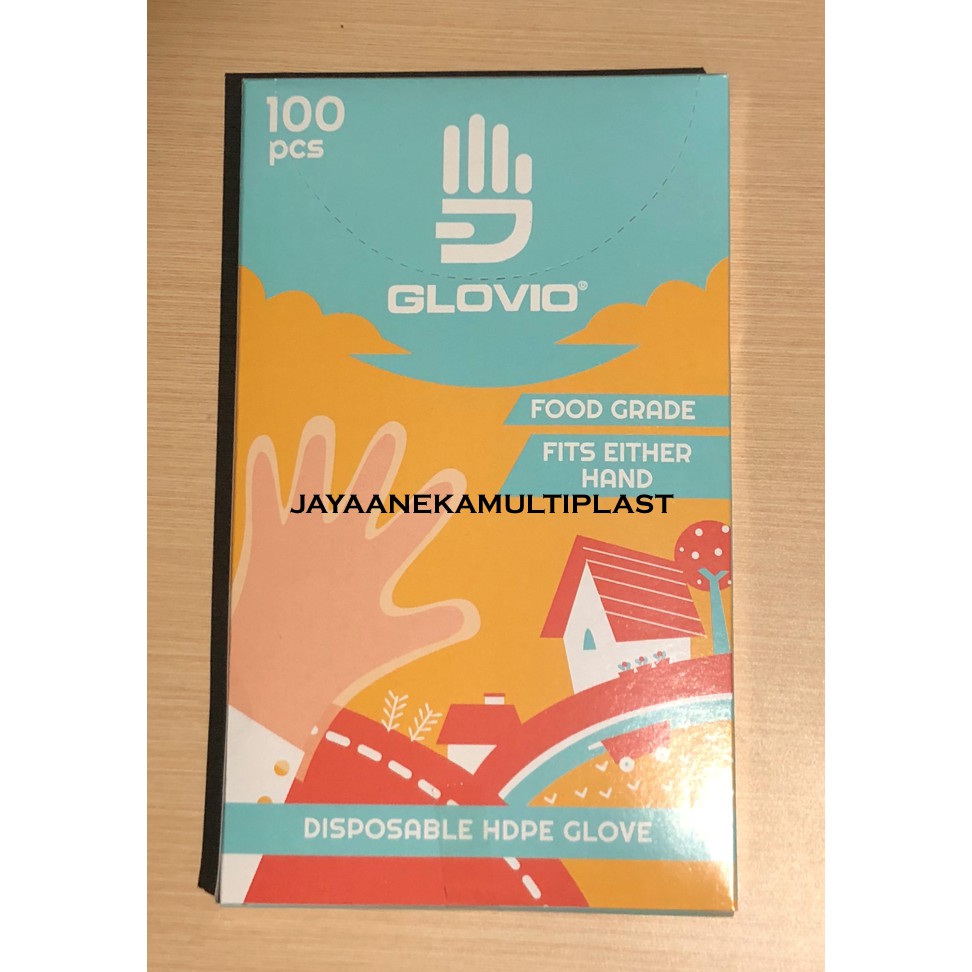 100
pcs
GLOVIO®
FOOD GRADE
FITS EITHER
HAND
JAYAANEKAMULTIPLAST
DISPOSABLE HDPE GLOVE